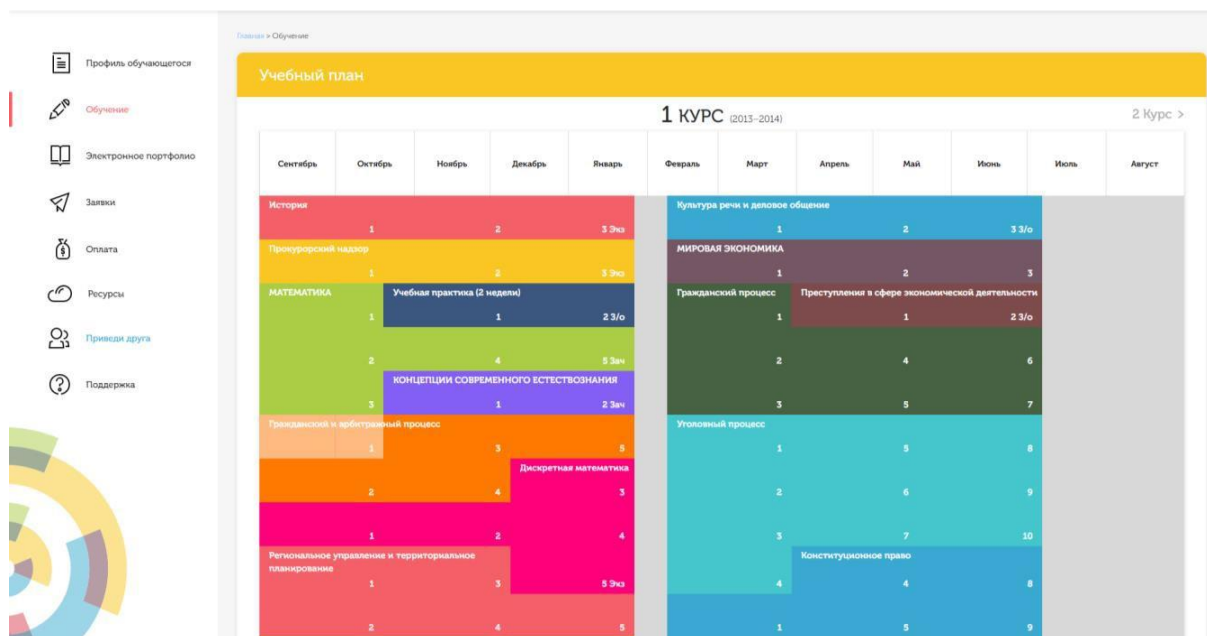 Главная > Обучение
Профиль обучающегося
Обучение
Электронное портфолио
Заявки
Оплата
Ресурсы
Приведи друга
Поддержка
Учебный план
1 КУРС (2013-2014)
2 Курс >
Сентябрь Октябрь Ноябрь Декабрь Январь Февраль Март Апрель Май Июнь Июль Август
История
1 2 3 Экз
Прокурорский надзор
1 2 3 Экз
МАТЕМАТИКА Учебная практика (2 недели)
1 1 2 З/о
2 4 5 Зач
КОНЦЕПЦИИ СОВРЕМЕННОГО ЕСТЕСТВОЗНАНИЯ
3 1 2 Зач
Гражданский и арбитражный процесс
1 3 5
Дискретная математика
2 4 3
1 2 4
Региональное управление и территориальное
планирование
1 3 5 Экз
2 4 5
Культура речи и деловое общение
1 2 3 З/о
МИРОВАЯ ЭКОНОМИКА
1 2 3
Гражданский процесс Преступления в сфере экономической деятельности
1 1 2 З/о
2 4 6
3 5 7
Уголовный процесс
1 5 8
2 6 9
3 7 10
Конституционное право
4 4 8
1 5 9